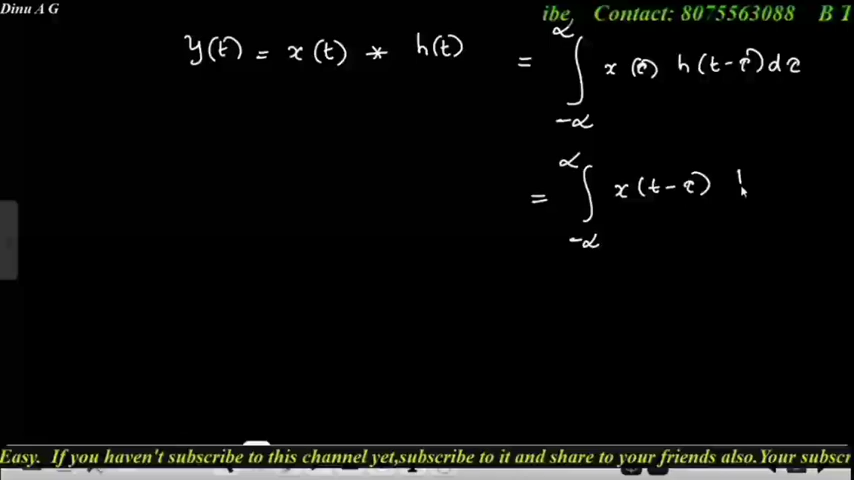 Dinu A G
ibe, Contact: 8075563088 B T
y(t) = x(t) * h(t) = ∫_{-∝}^{∝} x(τ) h(t-τ)dτ
= ∫_{-∝}^{∝} x(t-τ)
Easy. If you haven't subscribe to this channel yet,subscribe to it and share to your friends also.Your subscr